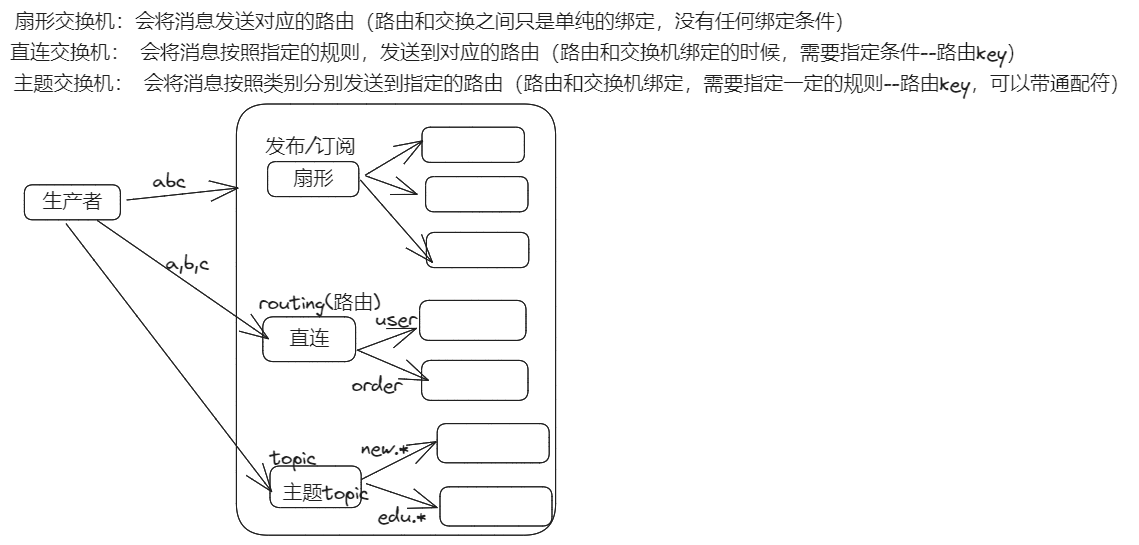 扇形交换机：会将消息发送对应的路由（路由和交换之间只是单纯的绑定，没有任何绑定条件）
直连交换机： 会将消息按照指定的规则，发送到对应的路由（路由和交换机绑定的时候，需要指定条件--路由key）
主题交换机： 会将消息按照类别分别发送到指定的路由（路由和交换机绑定，需要指定一定的规则--路由key，可以带通配符）
发布/订阅
扇形
abc
生产者
a,b,c
routing(路由)
user
直连
order
new.*
topic
主题topic
edu.*